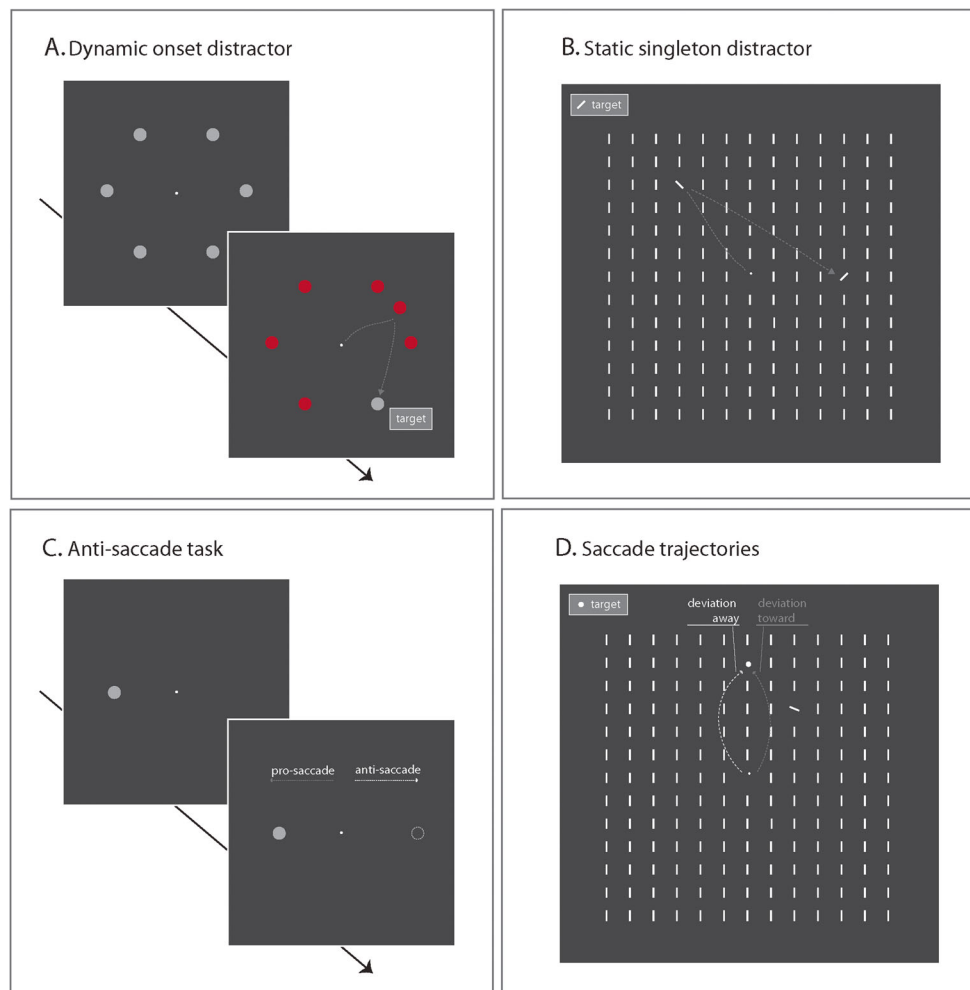 A. Dynamic onset distractor
target
B. Static singleton distractor
target
C. Anti-saccade task
pro-saccade anti-saccade
D. Saccade trajectories
target
deviation away
deviation toward